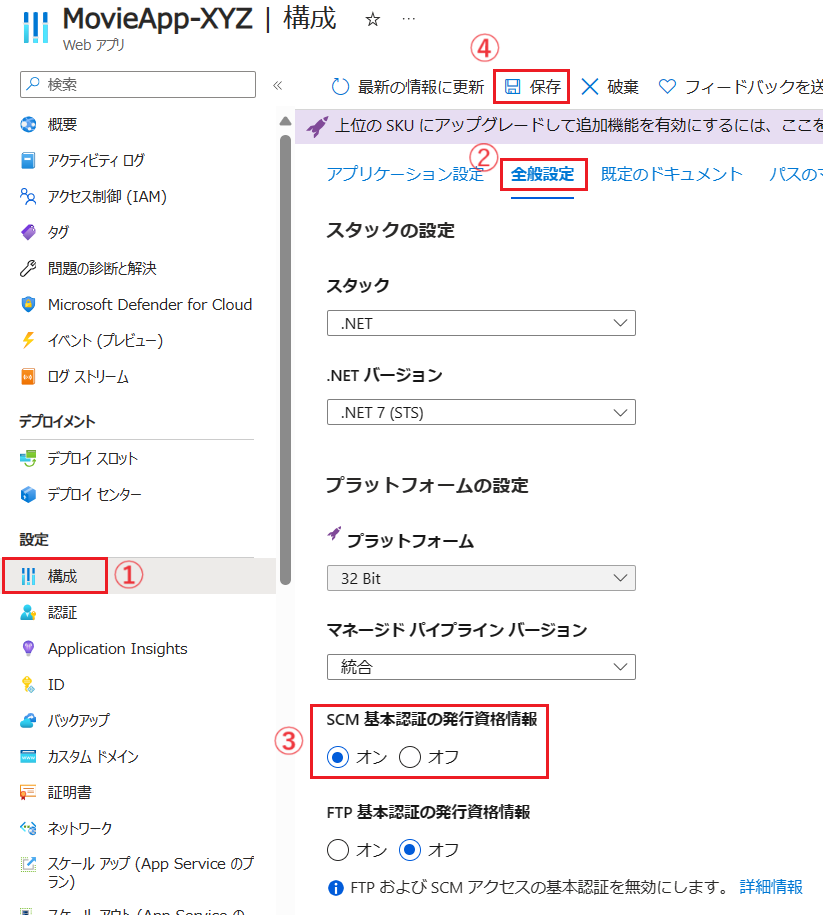 MovieApp-XYZ | 構成 ☆ …
Web アプリ
検索 «
概要
アクティビティ ログ
アクセス制御 (IAM)
タグ
問題の診断と解決
Microsoft Defender for Cloud
イベント (プレビュー)
ログ ストリーム
デプロイメント
デプロイ スロット
デプロイ センター
設定
構成 ①
認証
Application Insights
ID
バックアップ
カスタム ドメイン
証明書
ネットワーク
スケール アップ (App Service のプ
ラン)
スケール アウト (App Service の
④
最新の情報に更新 保存 破棄 フィードバックを送
上位の SKU にアップグレードして追加機能を有効にするには、ここを
②
アプリケーション設定 全般設定 既定のドキュメント パスのマ
スタックの設定
スタック
.NET
.NET バージョン
.NET 7 (STS)
プラットフォームの設定
プラットフォーム
32 Bit
マネージド パイプライン バージョン
統合
SCM 基本認証の発行資格情報
③
オン オフ
FTP 基本認証の発行資格情報
オン オフ
FTP および SCM アクセスの基本認証を無効にします。 詳細情報